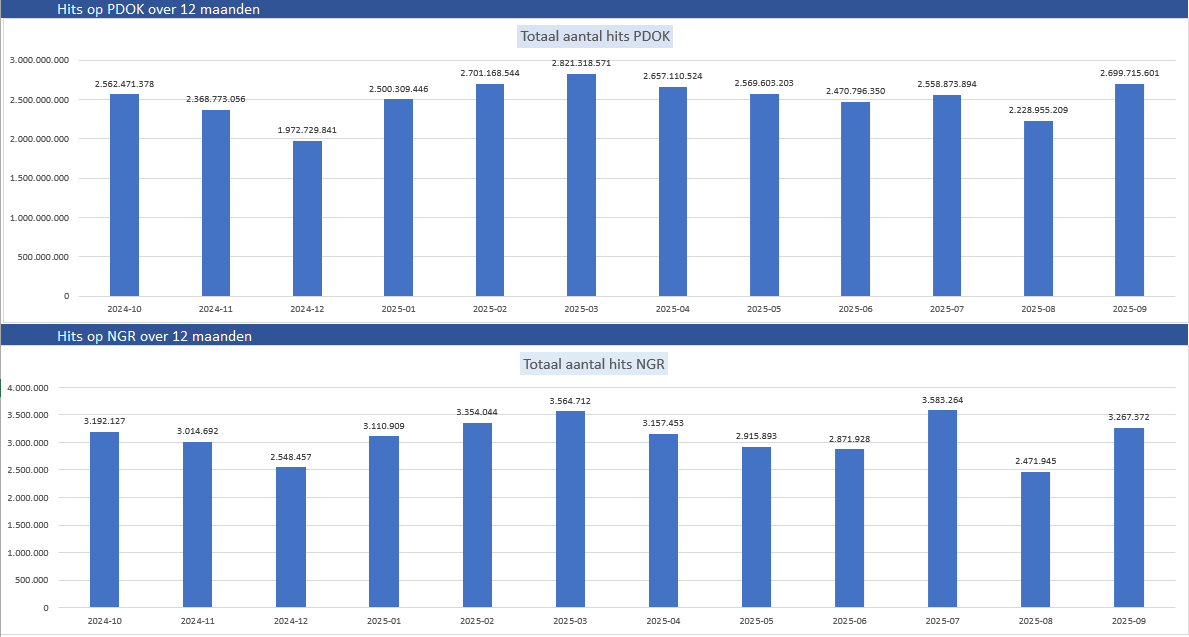 Hits op PDOK over 12 maanden
Totaal aantal hits PDOK
3.000.000.000
2.500.000.000
2.000.000.000
1.500.000.000
1.000.000.000
500.000.000
0
2.562.471.378 2.368.773.056 1.972.729.841 2.500.309.446 2.701.168.544 2.821.318.571 2.657.110.524 2.569.603.203 2.470.796.350 2.558.873.894 2.228.955.209 2.699.715.601
2024-10 2024-11 2024-12 2025-01 2025-02 2025-03 2025-04 2025-05 2025-06 2025-07 2025-08 2025-09
Hits op NGR over 12 maanden
Totaal aantal hits NGR
4.000.000
3.500.000
3.000.000
2.500.000
2.000.000
1.500.000
1.000.000
500.000
0
3.192.127 3.014.692 2.548.457 3.110.909 3.354.044 3.564.712 3.157.453 2.915.893 2.871.928 3.583.264 2.471.945 3.267.372
2024-10 2024-11 2024-12 2025-01 2025-02 2025-03 2025-04 2025-05 2025-06 2025-07 2025-08 2025-09